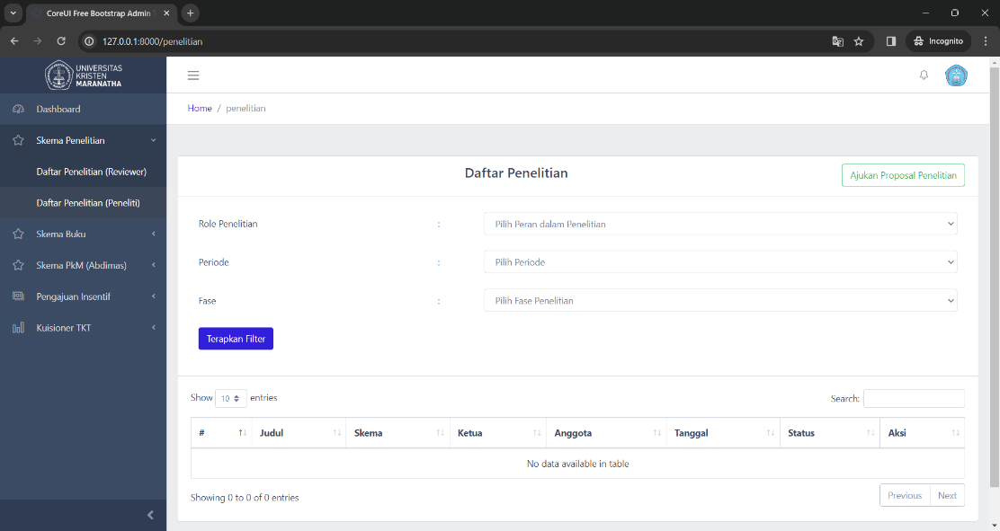 CoreUI Free Bootstrap Admin T
127.0.0.1:8000/penelitian
Incognito
UNIVERSITAS
KRISTEN
MARANATHA
Dashboard
Skema Penelitian
Daftar Penelitian (Reviewer)
Daftar Penelitian (Peneliti)
Skema Buku
Skema PkM (Abdimas)
Pengajuan Insentif
Kuisioner TKT
Home / penelitian
Daftar Penelitian
Ajukan Proposal Penelitian
Role Penelitian : Pilih Peran dalam Penelitian
Periode : Pilih Periode
Fase : Pilih Fase Penelitian
Terapkan Filter
Show 10 entries Search:
# Judul Skema Ketua Anggota Tanggal Status Aksi
No data available in table
Showing 0 to 0 of 0 entries Previous Next